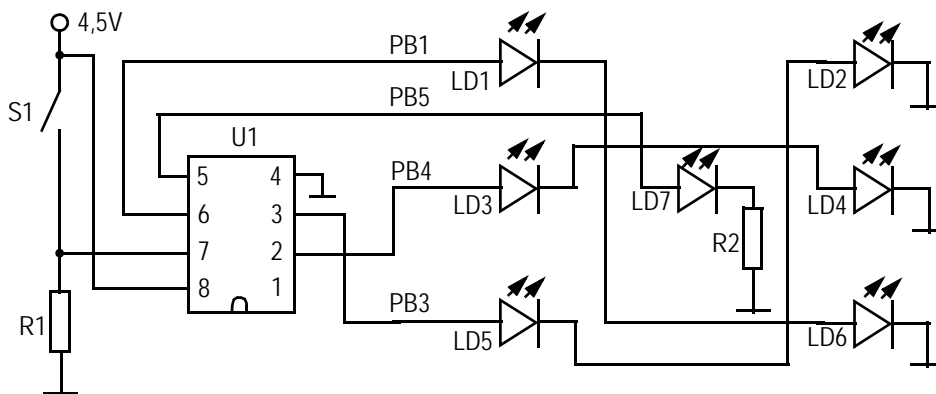 4,5V
PB1
LD1
LD2
S1
PB5
U1
5 4
PB4
LD3
LD7
LD4
6 3
R2
7 2
8 1
R1
PB3
LD5
LD6